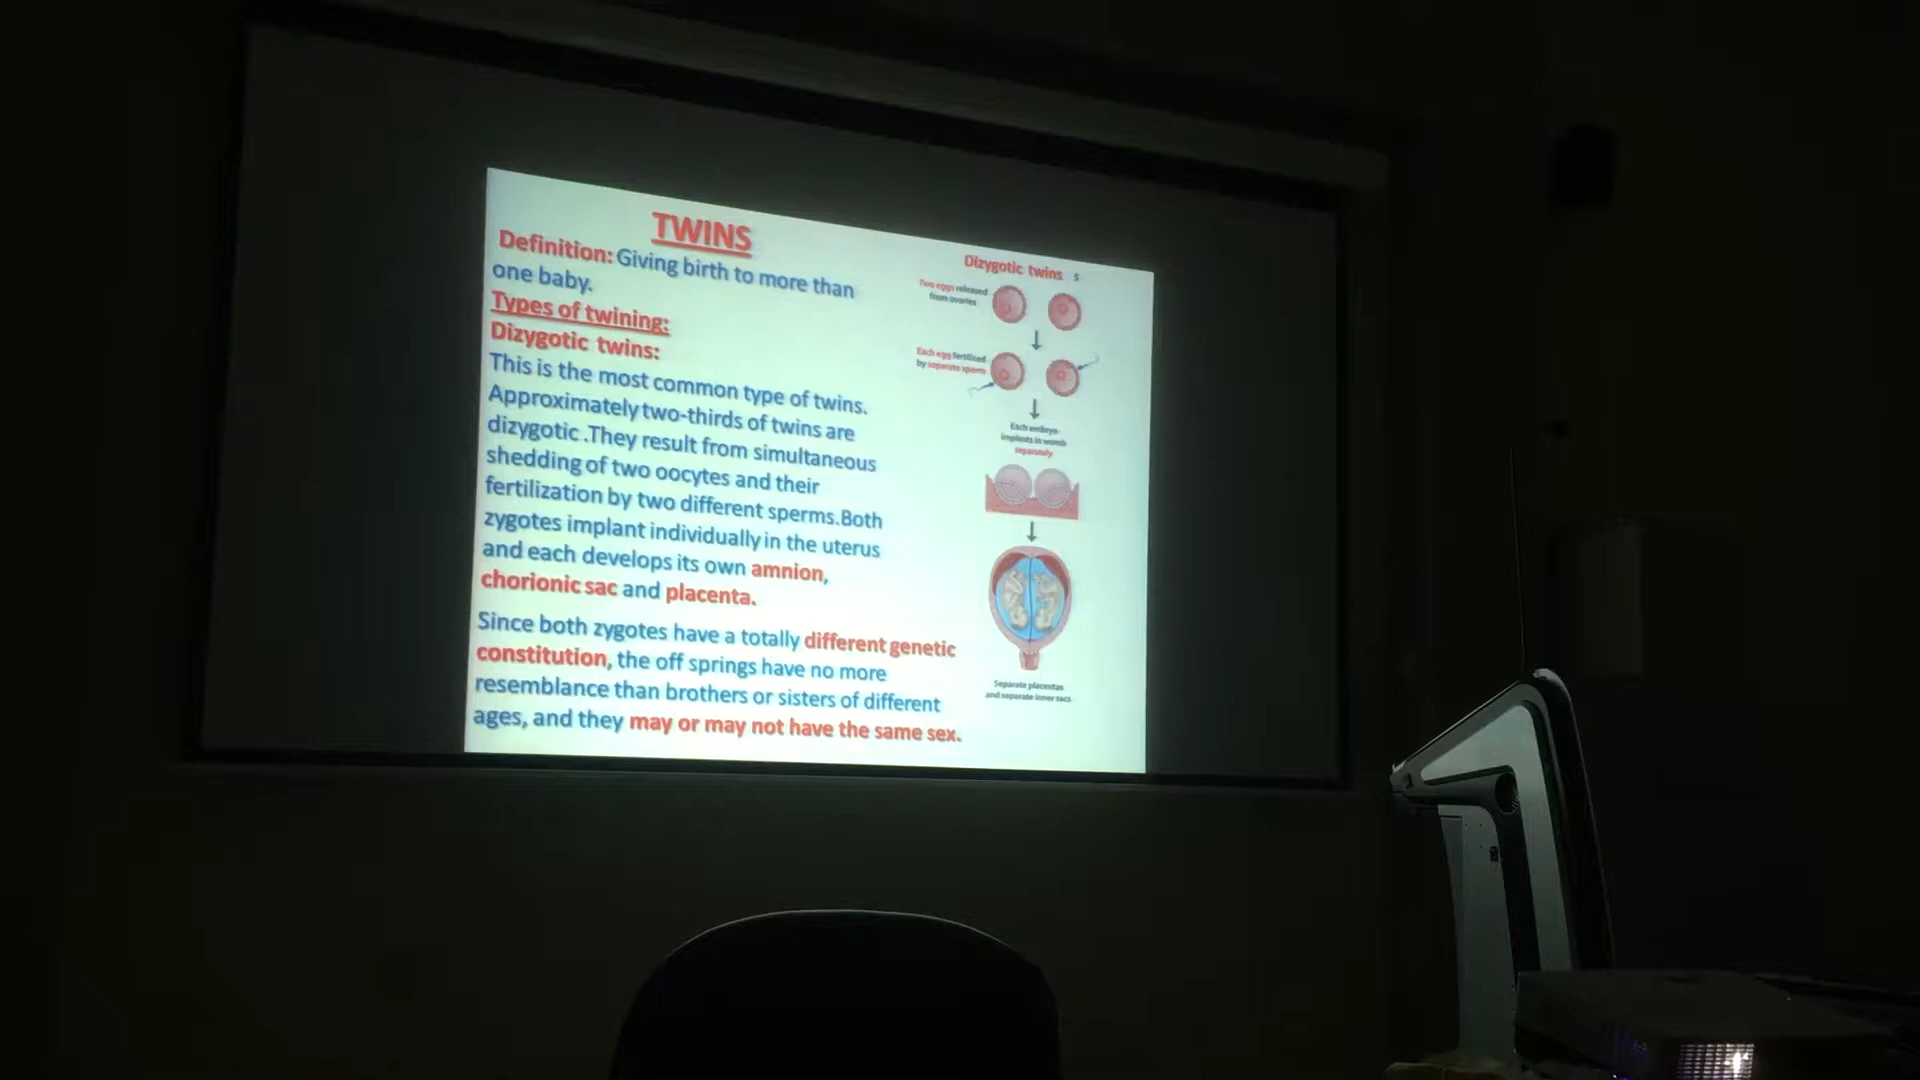 TWINS
Definition: Giving birth to more than
one baby.
Types of twining:
Dizygotic twins:
This is the most common type of twins.
Approximately two-thirds of twins are
dizygotic .They result from simultaneous
shedding of two oocytes and their
fertilization by two different sperms.Both
zygotes implant individually in the uterus
and each develops its own amnion,
chorionic sac and placenta.
Since both zygotes have a totally different genetic
constitution, the off springs have no more
resemblance than brothers or sisters of different
ages, and they may or may not have the same sex.
Dizygotic twins s
Two eggs released
from ovaries
Each egg fertilised
by separate sperm
Each embryo
implants in womb
separately
Separate placentas
and separate inner sacs